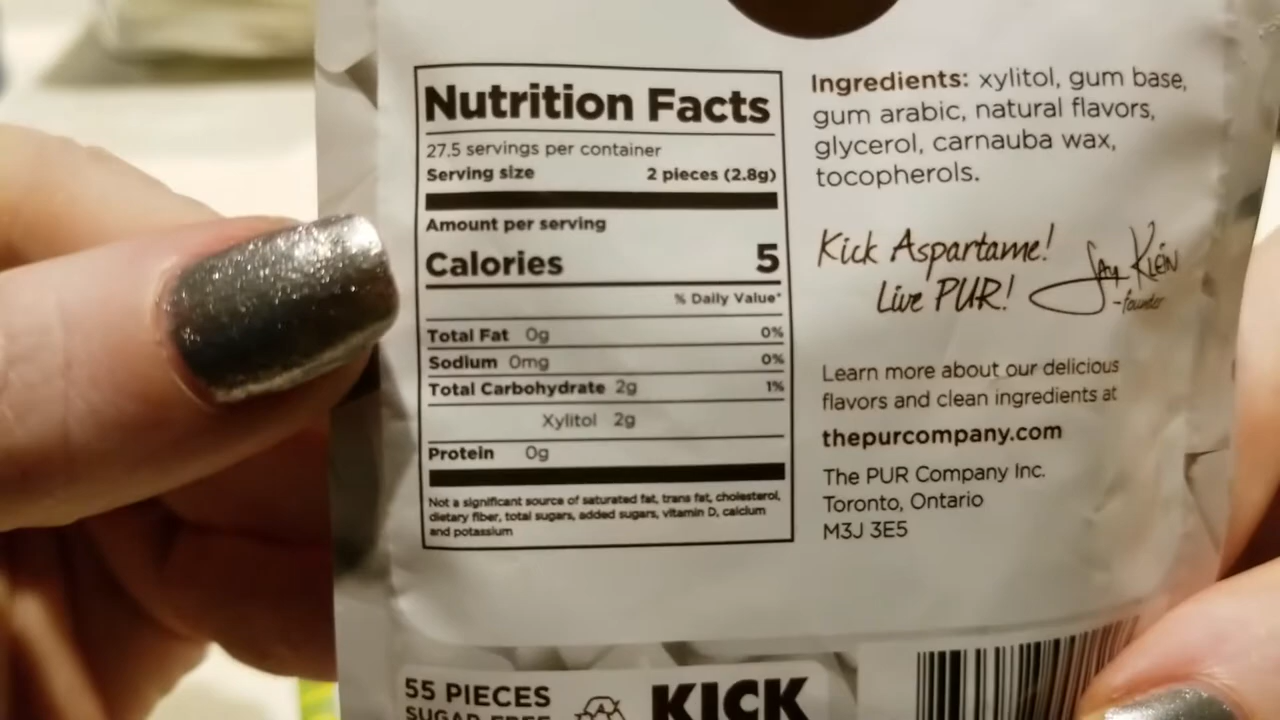 Nutrition Facts
27.5 servings per container
Serving size 2 pieces (2.8g)
Amount per serving
Calories 5
% Daily Value*
Total Fat 0g 0%
Sodium 0mg 0%
Total Carbohydrate 2g 1%
Xylitol 2g
Protein 0g
Not a significant source of saturated fat, trans fat, cholesterol,
dietary fiber, total sugars, added sugars, vitamin D, calcium
and potassium
Ingredients: xylitol, gum base,
gum arabic, natural flavors,
glycerol, carnauba wax,
tocopherols.
Kick Aspartame!
Live PUR!
Jay Klein
-founder
Learn more about our delicious
flavors and clean ingredients at
thepurcompany.com
The PUR Company Inc.
Toronto, Ontario
M3J 3E5
55 PIECES
SUGAR FREE
KICK